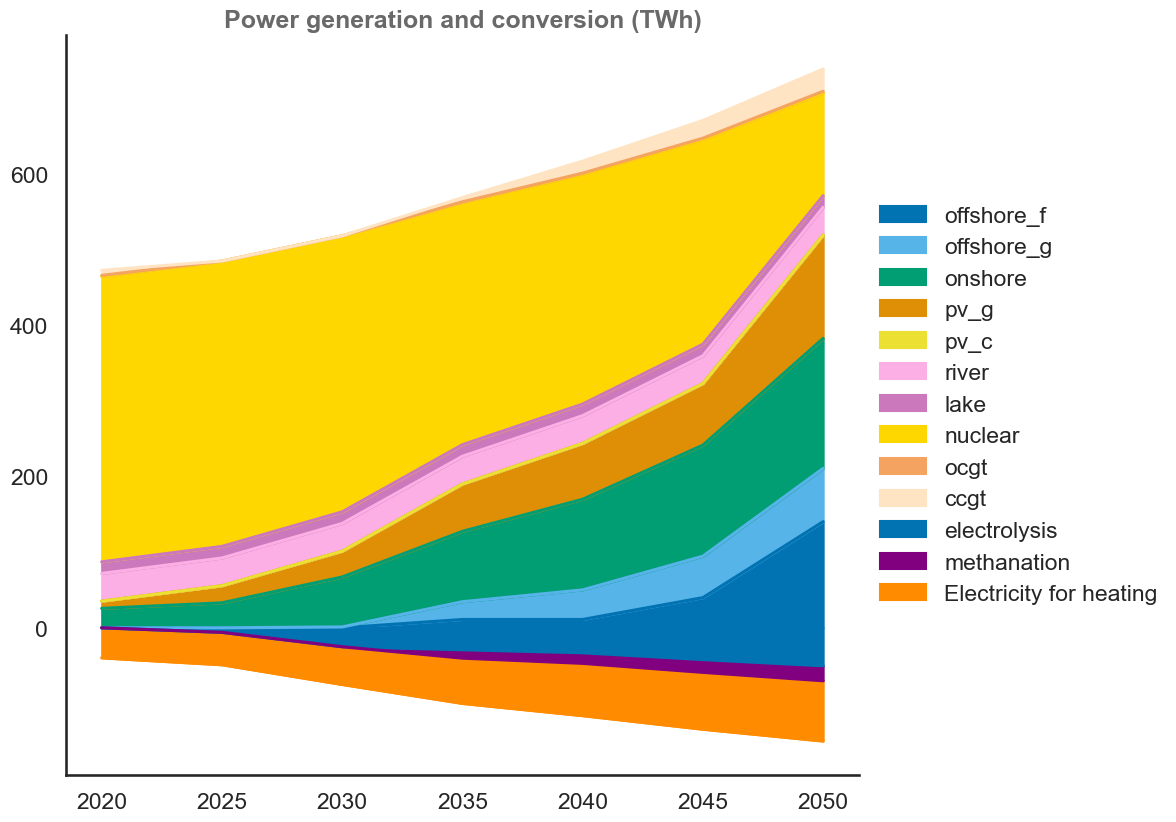 Power generation and conversion (TWh)
600
400
200
0
2020 2025 2030 2035 2040 2045 2050
offshore_f
offshore_g
onshore
pv_g
pv_c
river
lake
nuclear
ocgt
ccgt
electrolysis
methanation
Electricity for heating